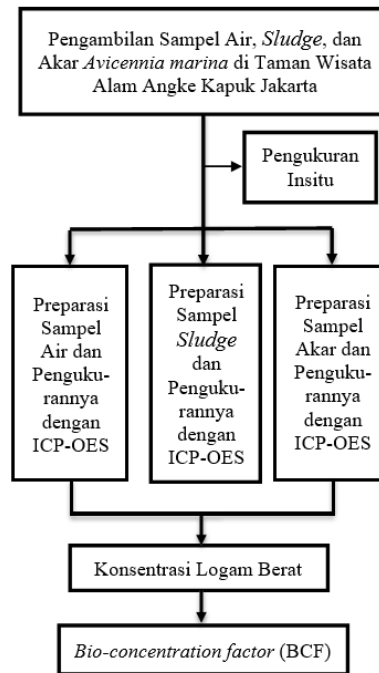 Pengambilan Sampel Air, Sludge, dan
Akar Avicennia marina di Taman Wisata
Alam Angke Kapuk Jakarta
Pengukuran
Insitu
Preparasi
Sampel
Air dan
Penguku-
rannya
dengan
ICP-OES
Preparasi
Sampel
Sludge
dan
Penguku-
rannya
dengan
ICP-OES
Preparasi
Sampel
Akar dan
Penguku-
rannya
dengan
ICP-OES
Konsentrasi Logam Berat
Bio-concentration factor (BCF)